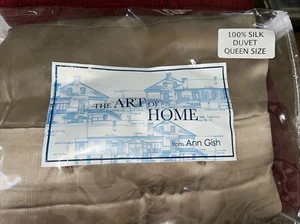 100% SILK
DUVET
QUEEN SIZE
THE ART OF
HOME
from Ann Gish